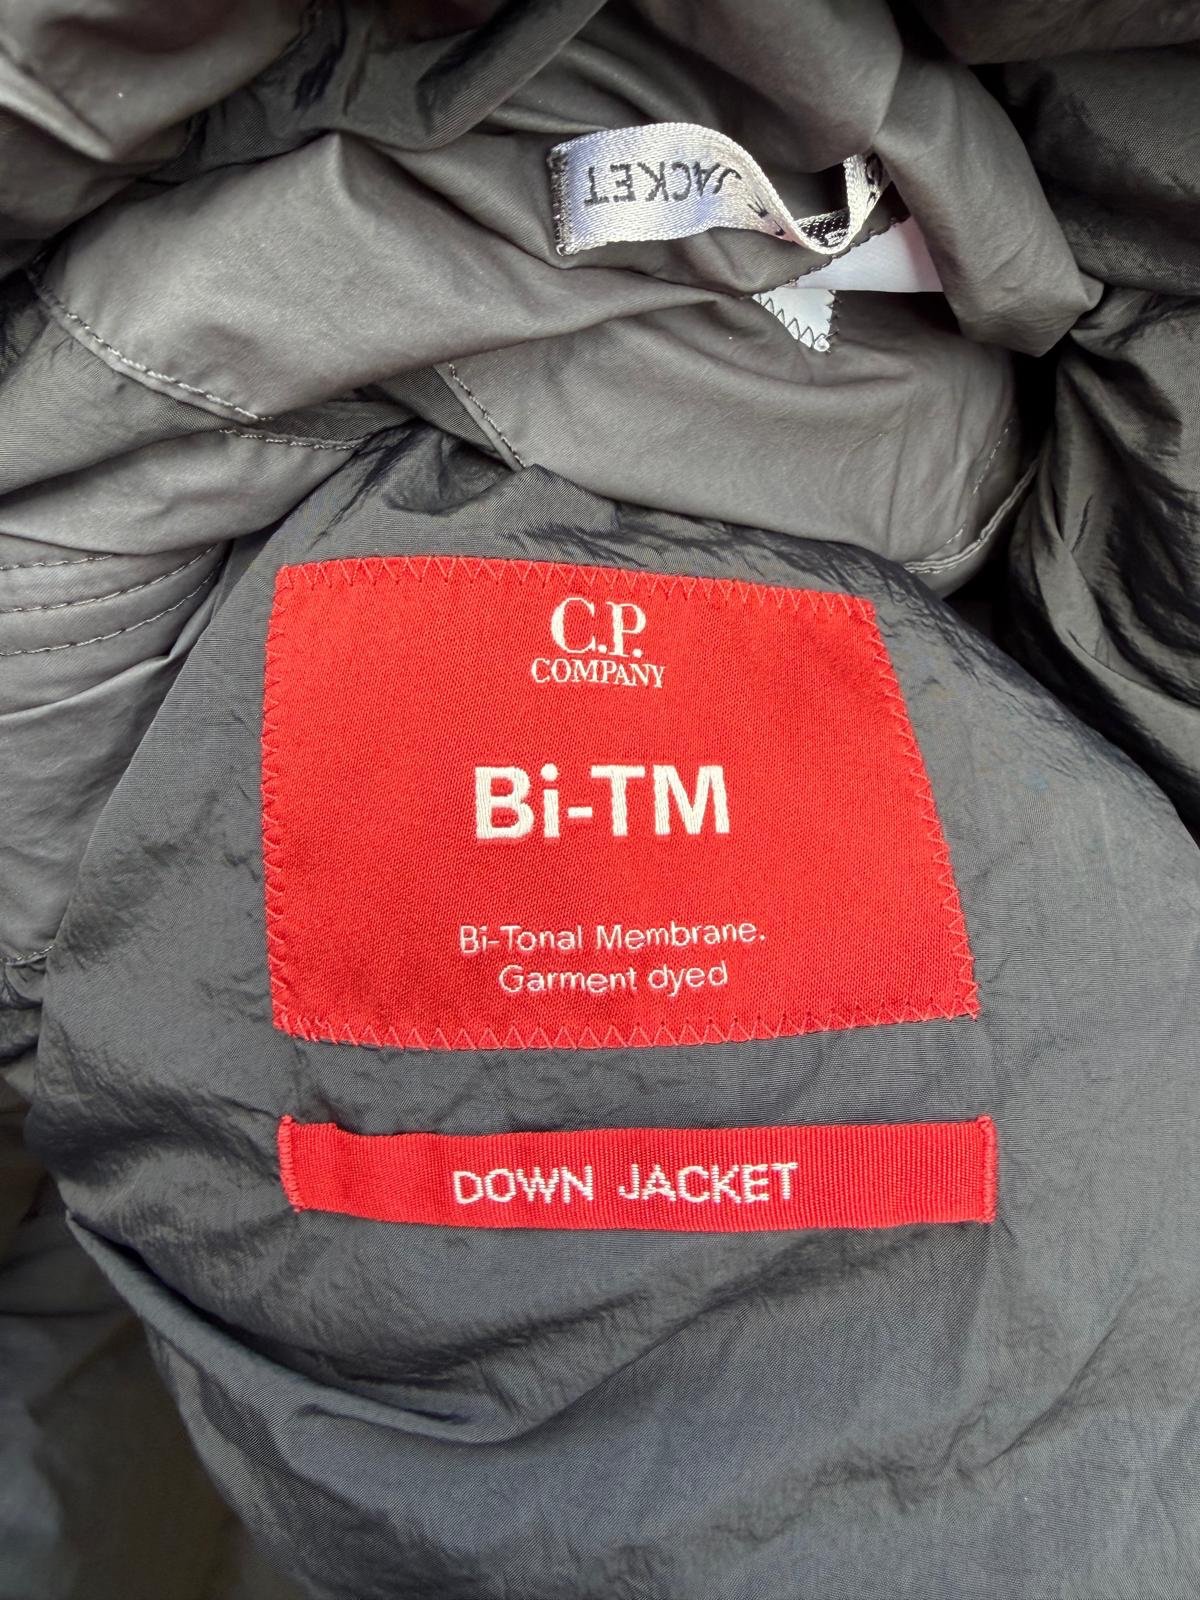 JACKET
C.P.
COMPANY
Bi-TM
Bi-Tonal Membrane.
Garment dyed
DOWN JACKET